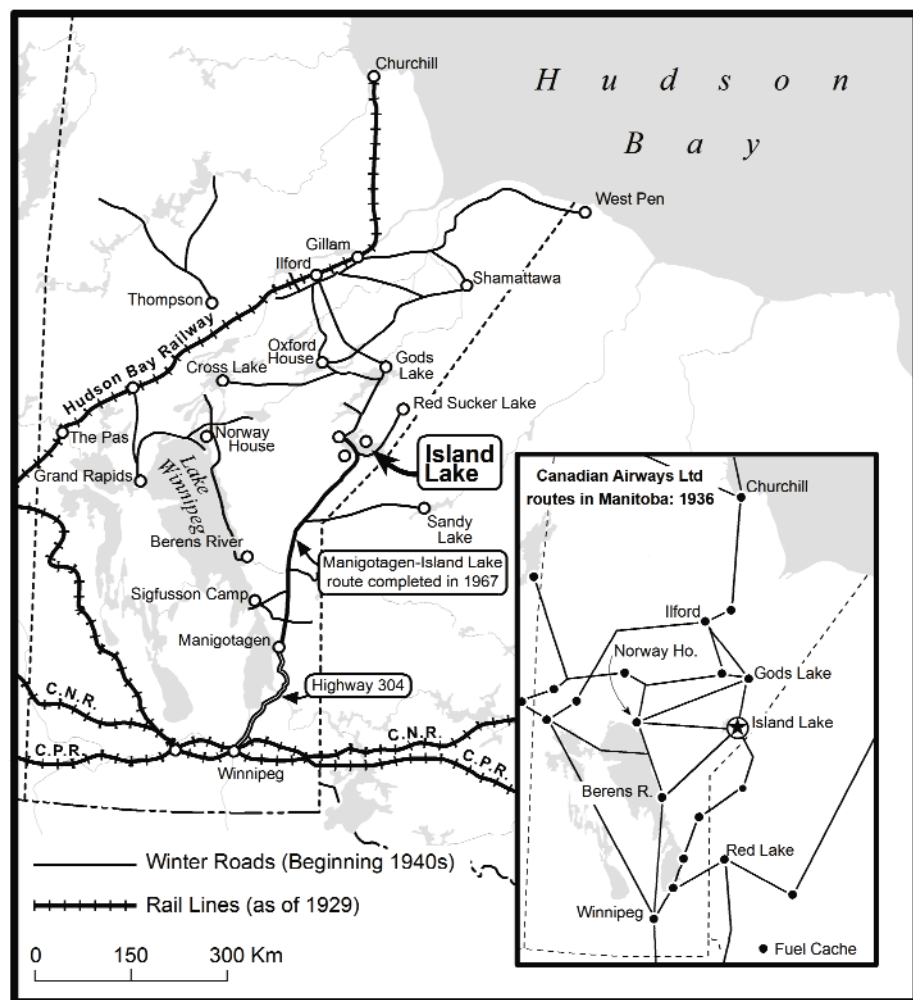 Churchill
Hudson
Bay
West Pen
Gillam
Ilford
Shamattawa
Thompson
Hudson Bay Railway
Oxford
House
Gods
Lake
Cross Lake
Red Sucker Lake
The Pas
Norway
House
Island
Lake
Grand Rapids
Lake
Winnipeg
Sandy
Lake
Berens River
Manigotagen-Island Lake
route completed in 1967
Sigfusson Camp
Manigotagen
Highway 304
C.N.R.
C.P.R.
C.N.R.
C.P.R.
Winnipeg
Winter Roads (Beginning 1940s)
Rail Lines (as of 1929)
0 150 300 Km
Canadian Airways Ltd
routes in Manitoba: 1936
Churchill
Ilford
Norway Ho.
Gods Lake
Island Lake
Berens R.
Red Lake
Winnipeg
Fuel Cache